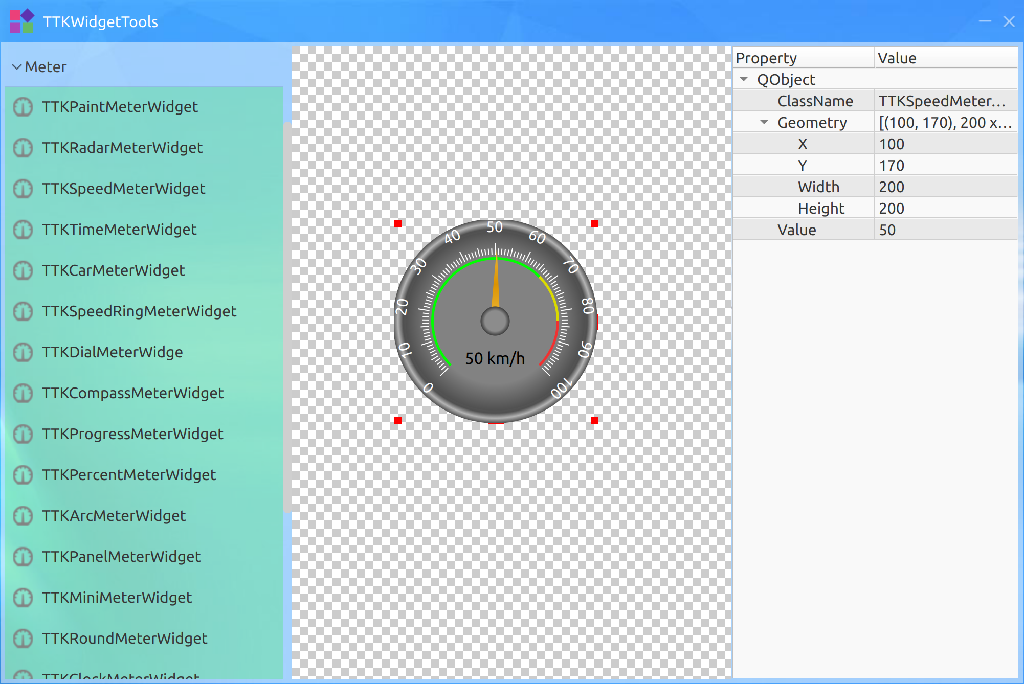 TTKWidgetTools
Meter
TTKPaintMeterWidget
TTKRadarMeterWidget
TTKSpeedMeterWidget
TTKTimeMeterWidget
TTKCarMeterWidget
TTKSpeedRingMeterWidget
TTKDialMeterWidge
TTKCompassMeterWidget
TTKProgressMeterWidget
TTKPercentMeterWidget
TTKArcMeterWidget
TTKPanelMeterWidget
TTKMiniMeterWidget
TTKRoundMeterWidget
TTKClockMeterWidget
0
10
20
30
40
50
60
70
80
90
100
50 km/h
Property Value
QObject
ClassName TTKSpeedMeter...
Geometry [(100, 170), 200 x...
X 100
Y 170
Width 200
Height 200
Value 50